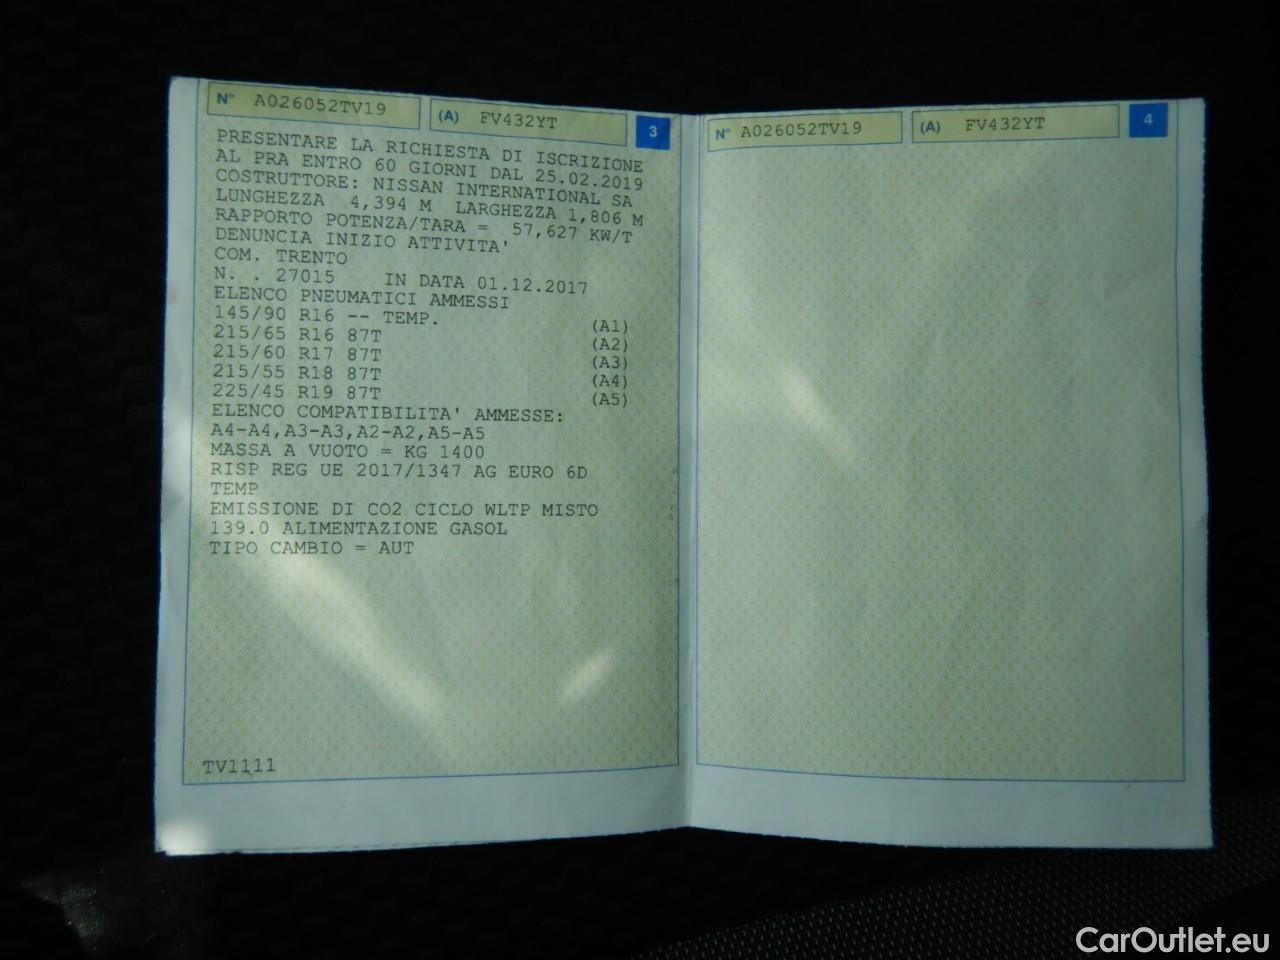 N° A026052TV19 (A) FV432YT 3
PRESENTARE LA RICHIESTA DI ISCRIZIONE
AL PRA ENTRO 60 GIORNI DAL 25.02.2019
COSTRUTTORE: NISSAN INTERNATIONAL SA
LUNGHEZZA 4,394 M LARGHEZZA 1,806 M
RAPPORTO POTENZA/TARA = 57,627 KW/T
DENUNCIA INIZIO ATTIVITA'
COM. TRENTO
N. . 27015 IN DATA 01.12.2017
ELENCO PNEUMATICI AMMESSI
145/90 R16 -- TEMP. (A1)
215/65 R16 87T (A2)
215/60 R17 87T (A3)
215/55 R18 87T (A4)
225/45 R19 87T (A5)
ELENCO COMPATIBILITA' AMMESSE:
A4-A4,A3-A3,A2-A2,A5-A5
MASSA A VUOTO = KG 1400
RISP REG UE 2017/1347 AG EURO 6D
TEMP
EMISSIONE DI CO2 CICLO WLTP MISTO
139.0 ALIMENTAZIONE GASOL
TIPO CAMBIO = AUT
TV1111
N° A026052TV19 (A) FV432YT 4
CarOutlet.eu